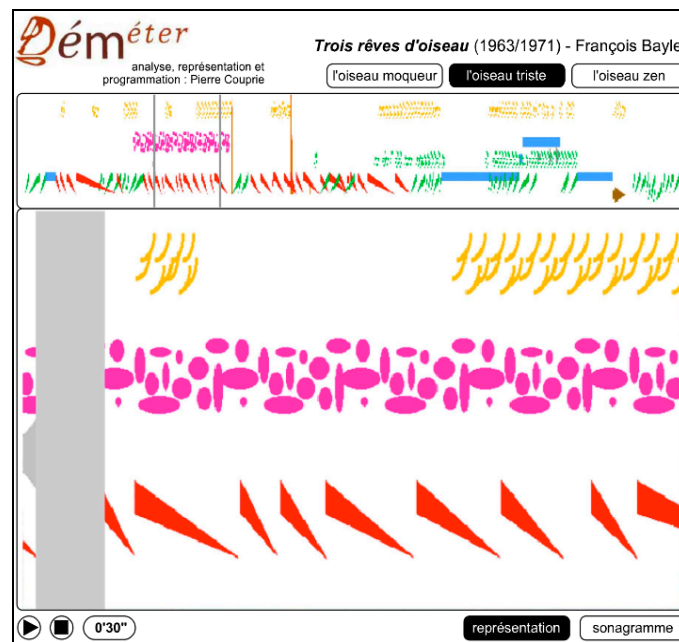 Déméter
analyse, représentation et
programmation : Pierre Couprie
Trois rêves d'oiseau (1963/1971) - François Bayle
l'oiseau moqueur
l'oiseau triste
l'oiseau zen
0'30"
représentation
sonagramme